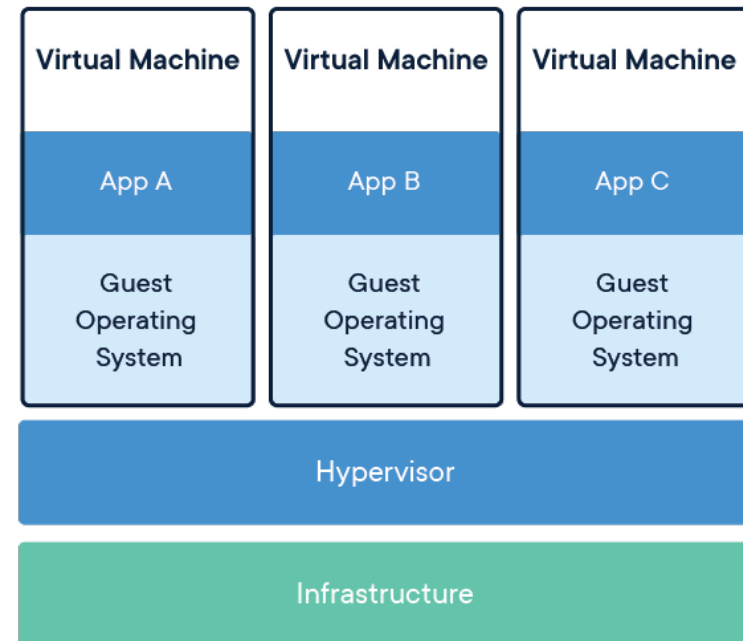 Virtual Machine
App A
Guest
Operating
System
Virtual Machine
App B
Guest
Operating
System
Virtual Machine
App C
Guest
Operating
System
Hypervisor
Infrastructure